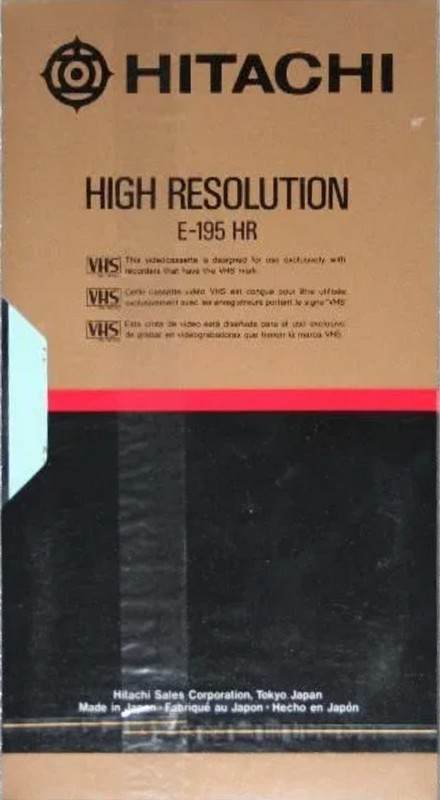 HITACHI
HIGH RESOLUTION
E-195 HR
VHS This videocassette is designed for use exclusively with
recorders that have the VHS mark.
VHS Cette cassette vidéo VHS est conçue pour être utilisée
exclusivement avec les enregistreurs portant le signe "VHS"
VHS Esta cinta de video está diseñada para el uso exclusivo
de grabar en videograbadoras que tienen la marca VHS.
Hitachi Sales Corporation, Tokyo Japan
Made in Japan · Fabriqué au Japon · Hecho en Japón